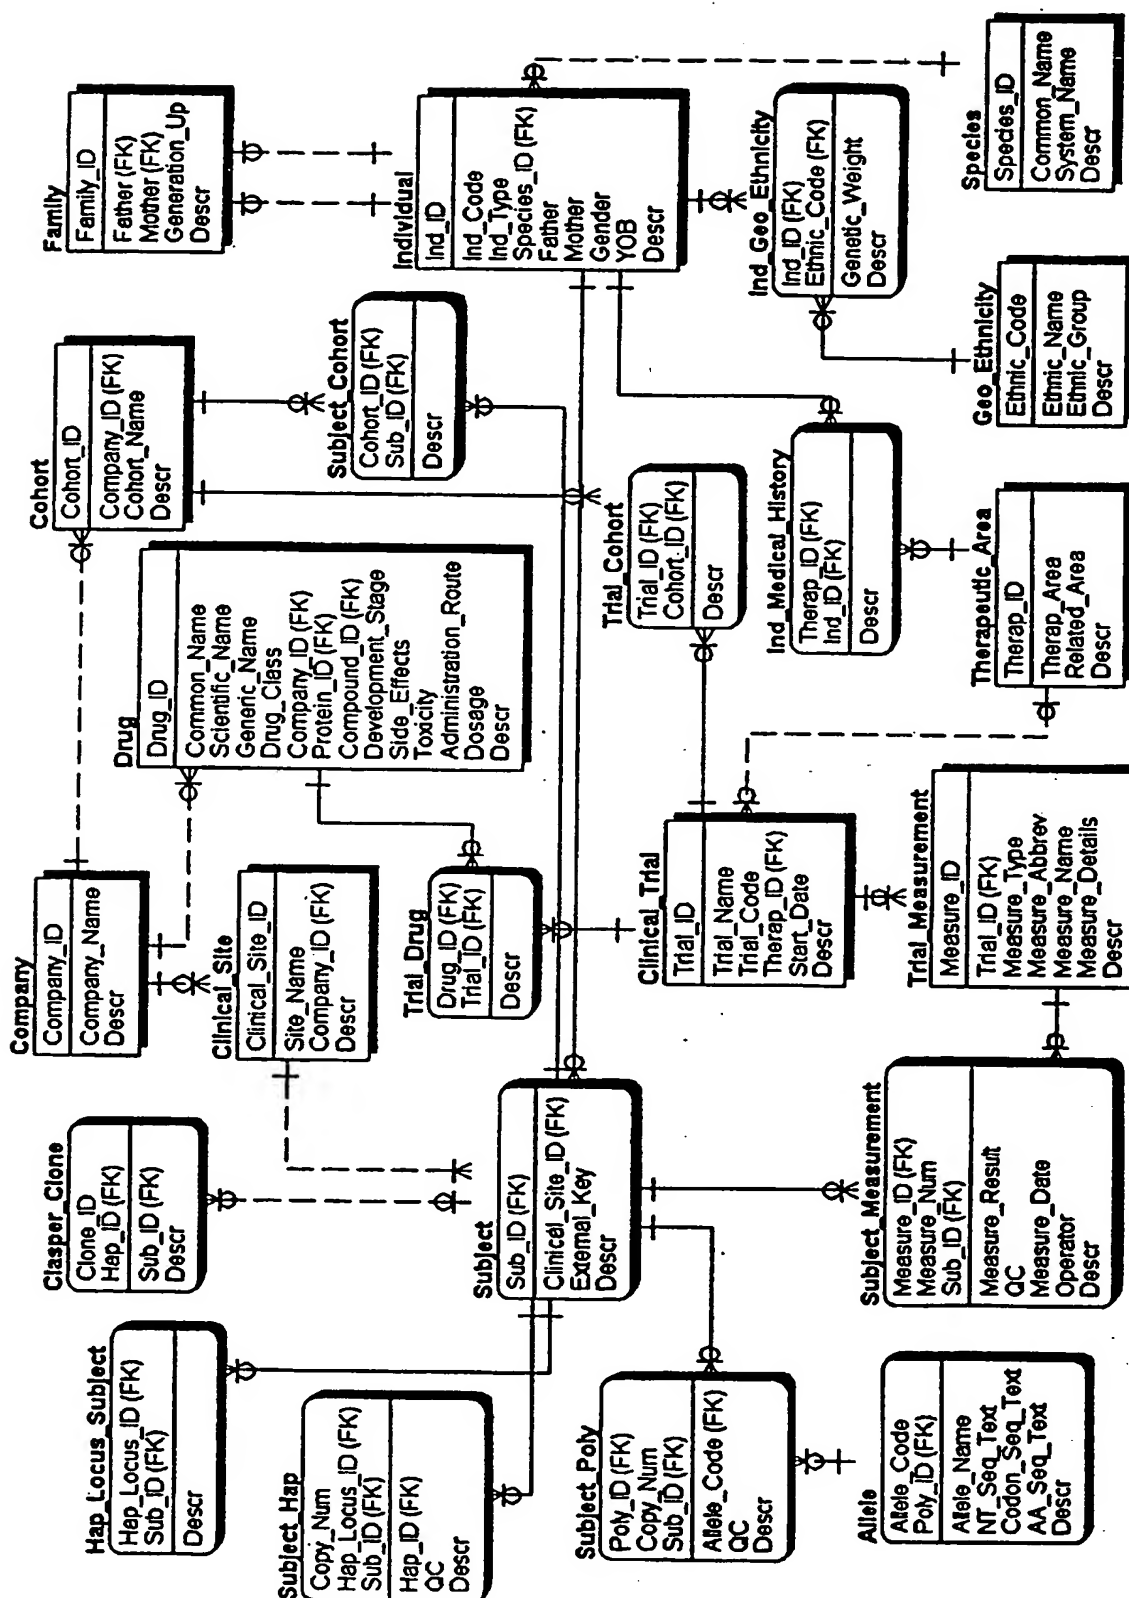 Hap_Locus_Subject
Hap_Locus_ID (FK)
Sub_ID (FK)
Descr
Clasper_Clone
Clone_ID
Hap_ID (FK)
Sub_ID (FK)
Descr
Company
Company_ID
Company_Name
Descr
Cohort
Cohort_ID
Company_ID (FK)
Cohort_Name
Descr
Family
Family_ID
Father (FK)
Mother (FK)
Generation_Up
Descr
Drug
Drug_ID
Common_Name
Scientific_Name
Generic_Name
Drug_Class
Company_ID (FK)
Protein_ID (FK)
Compound_ID (FK)
Development_Stage
Side_Effects
Toxicity
Administration_Route
Dosage
Descr
Clinical_Site
Clinical_Site_ID
Site_Name
Company_ID (FK)
Descr
Subject_Hap
Copy_Num
Hap_Locus_ID (FK)
Sub_ID (FK)
Hap_ID (FK)
QC
Descr
Subject_Cohort
Cohort_ID (FK)
Sub_ID (FK)
Descr
Individual
Ind_ID
Ind_Code
Ind_Type
Species_ID (FK)
Father
Mother
Gender
YOB
Descr
Trial_Drug
Drug_ID (FK)
Trial_ID (FK)
Descr
Subject
Sub_ID (FK)
Clinical_Site_ID (FK)
External_Key
Descr
Subject_Poly
Poly_ID (FK)
Copy_Num
Sub_ID (FK)
Allele_Code (FK)
QC
Descr
Trial_Cohort
Trial_ID (FK)
Cohort_ID (FK)
Descr
Clinical_Trial
Trial_ID
Trial_Name
Trial_Code
Therap_ID (FK)
Start_Date
Descr
Ind_Geo_Ethnicity
Ind_ID (FK)
Ethnic_Code (FK)
Genetic_Weight
Descr
Ind_Medical_History
Therap_ID (FK)
Ind_ID (FK)
Descr
Allele
Allele_Code
Poly_ID (FK)
Allele_Name
NT_Seq_Text
Codon_Seq_Text
AA_Seq_Text
Descr
Subject_Measurement
Measure_ID (FK)
Measure_Num
Sub_ID (FK)
Measure_Result
QC
Measure_Date
Operator
Descr
Trial_Measurement
Measure_ID
Trial_ID (FK)
Measure_Type
Measure_Abbrev
Measure_Name
Measure_Details
Descr
Therapeutic_Area
Therap_ID
Therap_Area
Related_Area
Descr
Geo_Ethnicity
Ethnic_Code
Ethnic_Name
Ethnic_Group
Descr
Species
Species_ID
Common_Name
System_Name
Descr